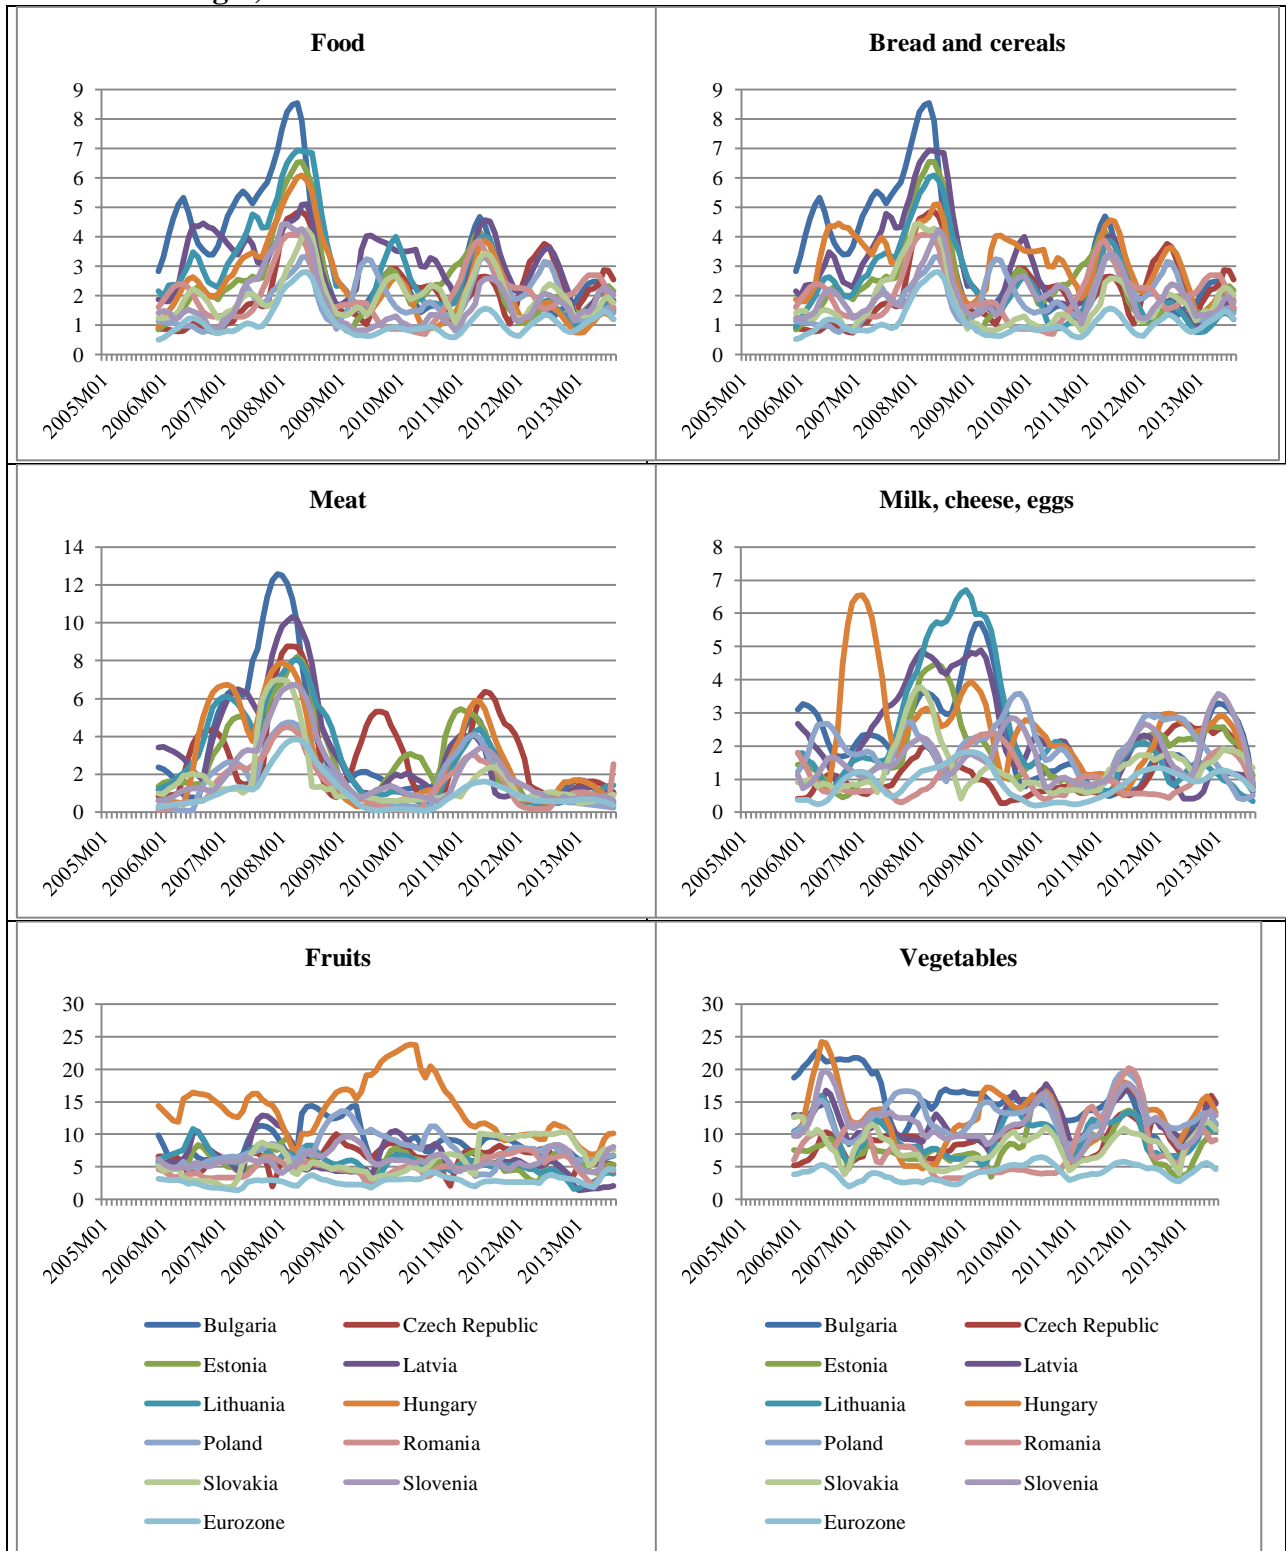 Food
9
8
7
6
5
4
3
2
1
0
2005M01 2006M01 2007M01 2008M01 2009M01 2010M01 2011M01 2012M01 2013M01
Bread and cereals
9
8
7
6
5
4
3
2
1
0
2005M01 2006M01 2007M01 2008M01 2009M01 2010M01 2011M01 2012M01 2013M01
Meat
14
12
10
8
6
4
2
0
2005M01 2006M01 2007M01 2008M01 2009M01 2010M01 2011M01 2012M01 2013M01
Milk, cheese, eggs
8
7
6
5
4
3
2
1
0
2005M01 2006M01 2007M01 2008M01 2009M01 2010M01 2011M01 2012M01 2013M01
Fruits
30
25
20
15
10
5
0
2005M01 2006M01 2007M01 2008M01 2009M01 2010M01 2011M01 2012M01 2013M01
Bulgaria Czech Republic
Estonia Latvia
Lithuania Hungary
Poland Romania
Slovakia Slovenia
Eurozone
Vegetables
30
25
20
15
10
5
0
2005M01 2006M01 2007M01 2008M01 2009M01 2010M01 2011M01 2012M01 2013M01
Bulgaria Czech Republic
Estonia Latvia
Lithuania Hungary
Poland Romania
Slovakia Slovenia
Eurozone